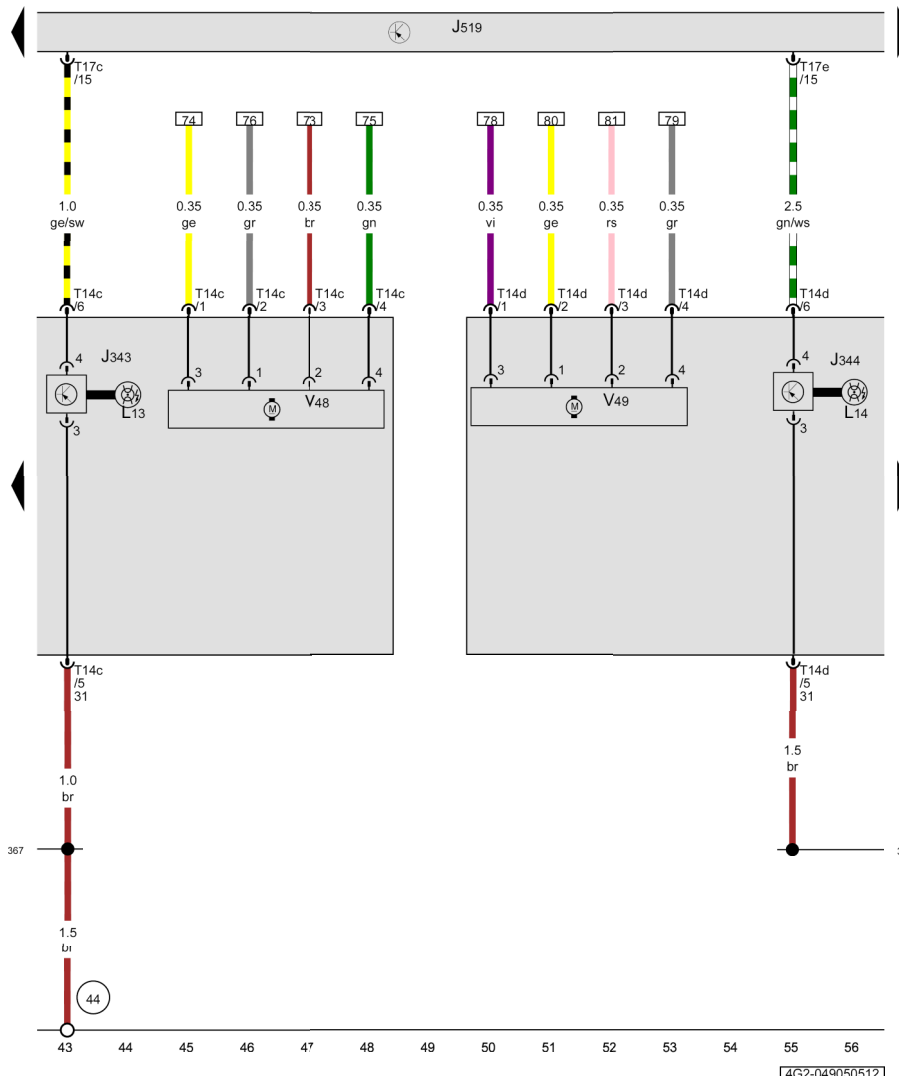 J519
T17c
/15
T17e
/15
74
76
73
75
78
80
81
79
1.0
ge/sw
0.35
ge
0.35
gr
0.35
br
0.35
gn
0.35
vi
0.35
ge
0.35
rs
0.35
gr
2.5
gn/ws
T14c
/6
T14c
/1
T14c
/2
T14c
/3
T14c
/4
T14d
/1
T14d
/2
T14d
/3
T14d
/4
T14d
/6
4
J343
L13
3
3
1
2
4
V48
M
3
1
2
4
V49
M
4
J344
L14
3
T14c
/5
31
T14d
/5
31
1.0
br
1.5
br
367
1.5
br
44
43 44 45 46 47 48 49 50 51 52 53 54 55 56
4G2-049050512